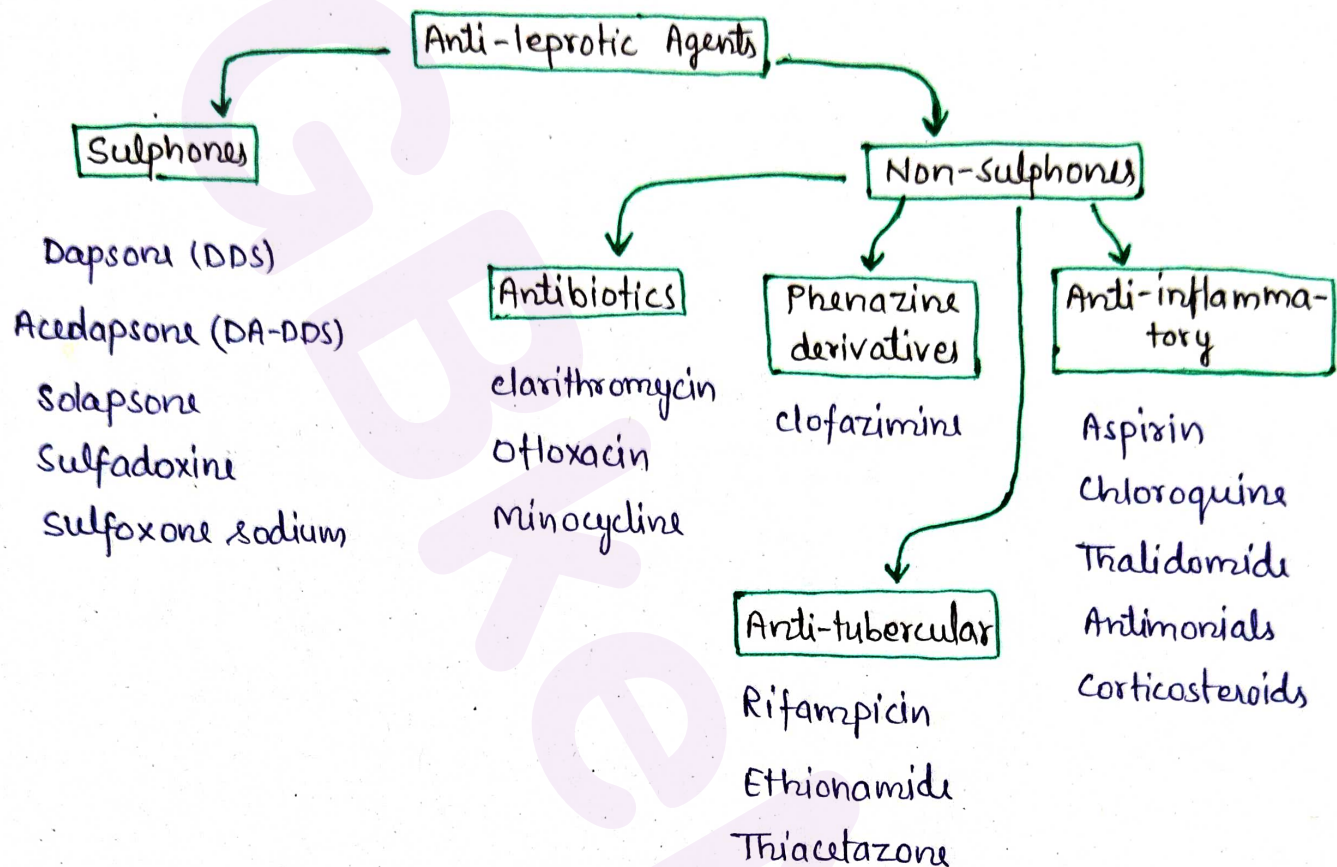 Anti-leprotic Agents
Sulphones
Dapsone (DDS)
Acedapsone (DA-DDS)
Solapsone
Sulfadoxine
Sulfoxone sodium
Non-sulphones
Antibiotics
clarithromycin
Ofloxacin
Minocycline
Phenazine
derivatives
clofazimine
Anti-tubercular
Rifampicin
Ethionamide
Thiacetazone
Anti-inflamma-
tory
Aspirin
Chloroquine
Thalidomide
Antimonials
Corticosteroids